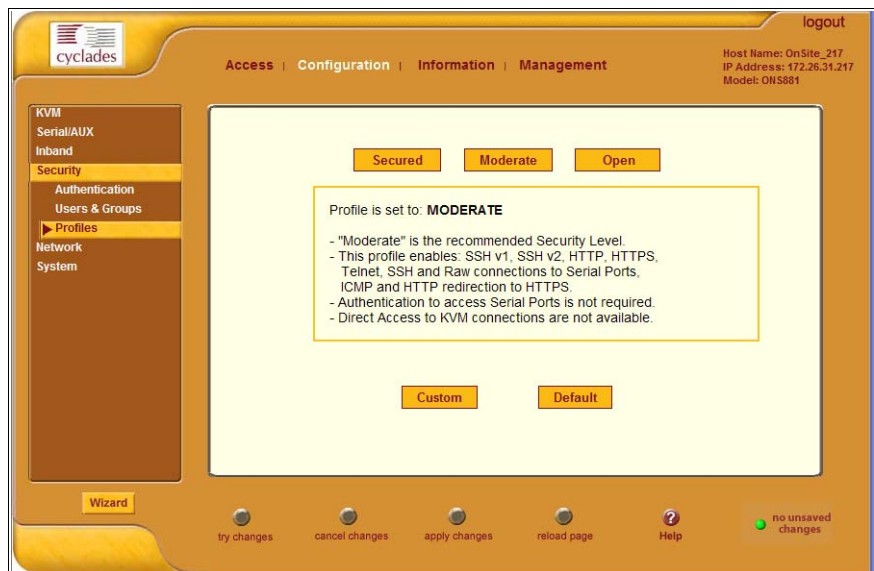 cyclades
logout
Access | Configuration | Information | Management
Host Name: OnSite_217
IP Address: 172.26.31.217
Model: ONS881
KVM
Serial/AUX
Inband
Security
Authentication
Users & Groups
Profiles
Network
System
Wizard
Secured
Moderate
Open
Profile is set to: MODERATE
- "Moderate" is the recommended Security Level.
- This profile enables: SSH v1, SSH v2, HTTP, HTTPS,
Telnet, SSH and Raw connections to Serial Ports,
ICMP and HTTP redirection to HTTPS.
- Authentication to access Serial Ports is not required.
- Direct Access to KVM connections are not available.
Custom
Default
try changes
cancel changes
apply changes
reload page
?
Help
no unsaved
changes